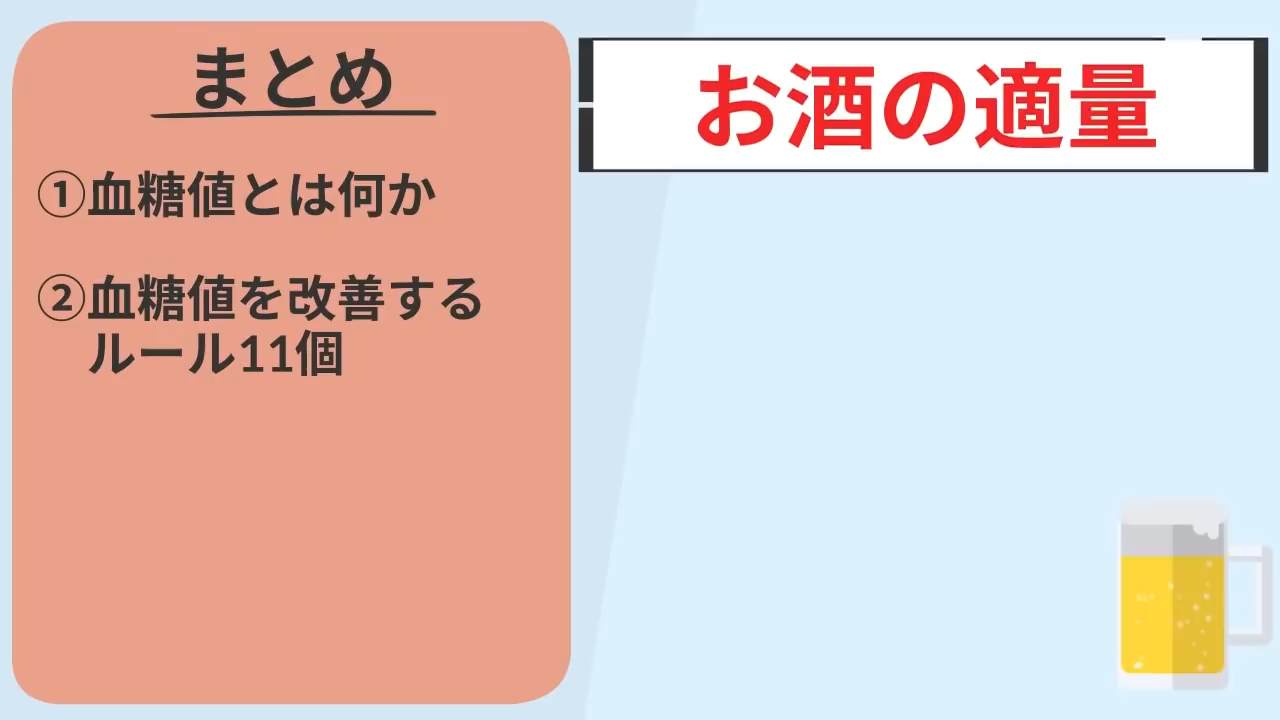 まとめ
①血糖値とは何か
②血糖値を改善する
ルール11個
お酒の適量